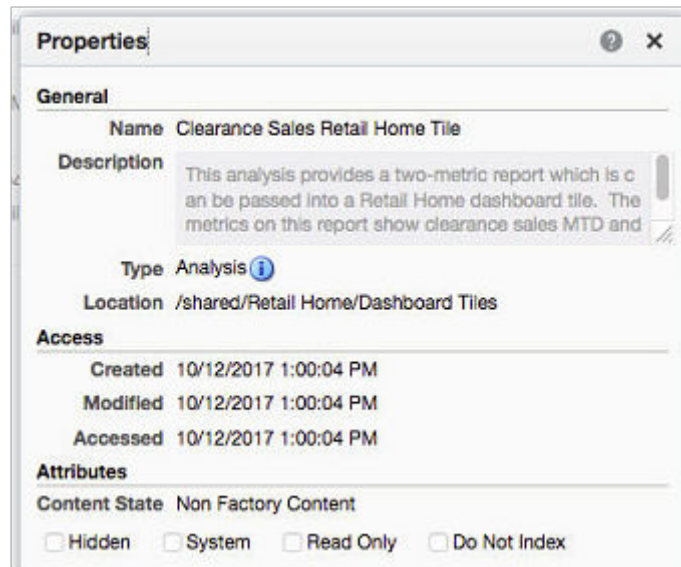 Properties
General
Name Clearance Sales Retail Home Tile
Description This analysis provides a two-metric report which is c
an be passed into a Retail Home dashboard tile. The
metrics on this report show clearance sales MTD and
Type Analysis
Location /shared/Retail Home/Dashboard Tiles
Access
Created 10/12/2017 1:00:04 PM
Modified 10/12/2017 1:00:04 PM
Accessed 10/12/2017 1:00:04 PM
Attributes
Content State Non Factory Content
Hidden System Read Only Do Not Index